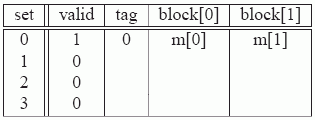 set valid tag block[0] block[1]
0 1 0 m[0] m[1]
1 0
2 0
3 0